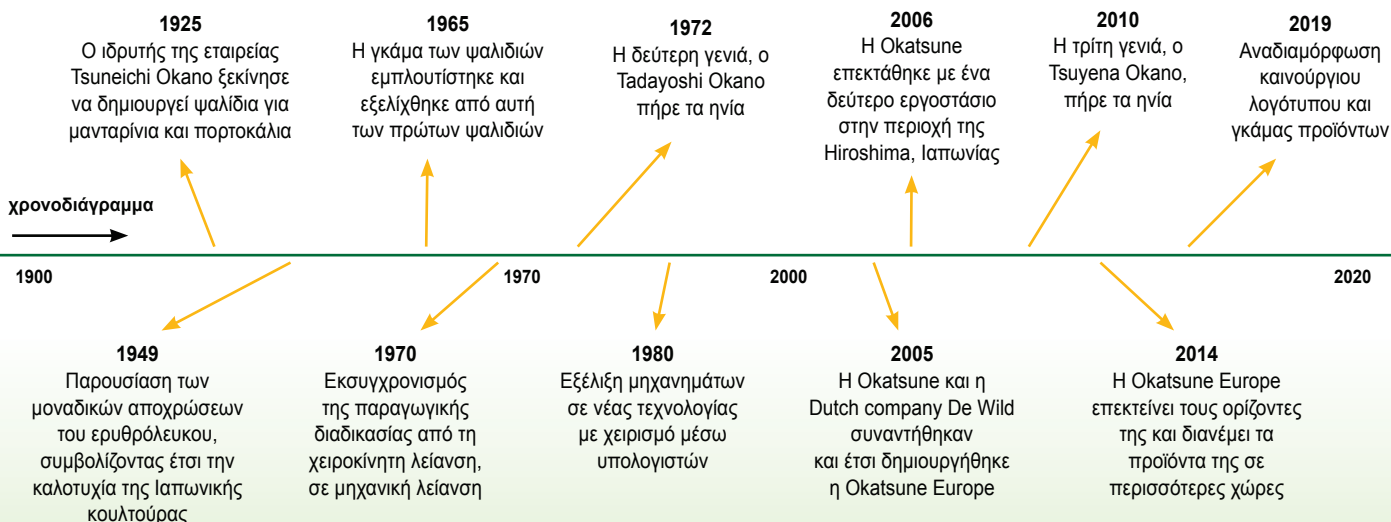 1925
Ο ιδρυτής της εταιρείας
Tsuneichi Okano ξεκίνησε
να δημιουργεί ψαλίδια για
μανταρίνια και πορτοκάλια
1965
Η γκάμα των ψαλιδιών
εμπλουτίστηκε και
εξελίχθηκε από αυτή
των πρώτων ψαλιδιών
1972
Η δεύτερη γενιά, ο
Tadayoshi Okano
πήρε τα ηνία
2006
Η Okatsune
επεκτάθηκε με ένα
δεύτερο εργοστάσιο
στην περιοχή της
Hiroshima, Ιαπωνίας
2010
Η τρίτη γενιά, ο
Tsuyena Okano,
πήρε τα ηνία
2019
Αναδιαμόρφωση
καινούργιου
λογότυπου και
γκάμας προϊόντων
χρονοδιάγραμμα
1900
1970
2000
2020
1949
Παρουσίαση των
μοναδικών αποχρώσεων
του ερυθρόλευκου,
συμβολίζοντας έτσι την
καλοτυχία της Ιαπωνικής
κουλτούρας
1970
Εκσυγχρονισμός
της παραγωγικής
διαδικασίας από τη
χειροκίνητη λείανση,
σε μηχανική λείανση
1980
Εξέλιξη μηχανημάτων
σε νέας τεχνολογίας
με χειρισμό μέσω
υπολογιστών
2005
Η Okatsune και η
Dutch company De Wild
συναντήθηκαν
και έτσι δημιουργήθηκε
η Okatsune Europe
2014
Η Okatsune Europe
επεκτείνει τους ορίζοντες
της και διανέμει τα
προϊόντα της σε
περισσότερες χώρες